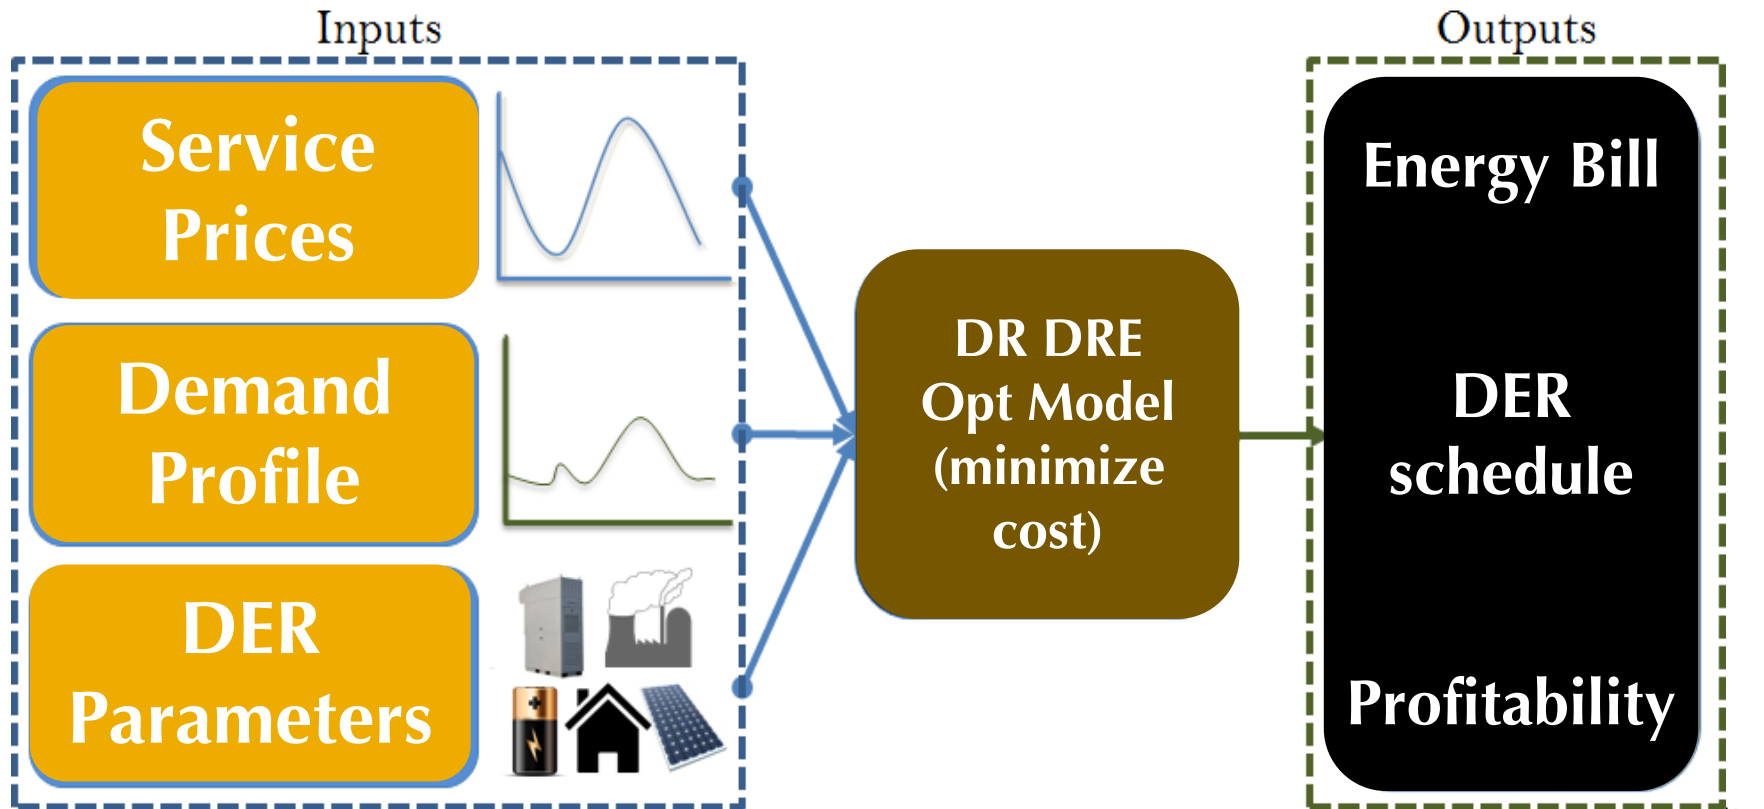 Inputs
Outputs
Service
Prices
Demand
Profile
DER
Parameters
DR DRE
Opt Model
(minimize
cost)
Energy Bill
DER
schedule
Profitability